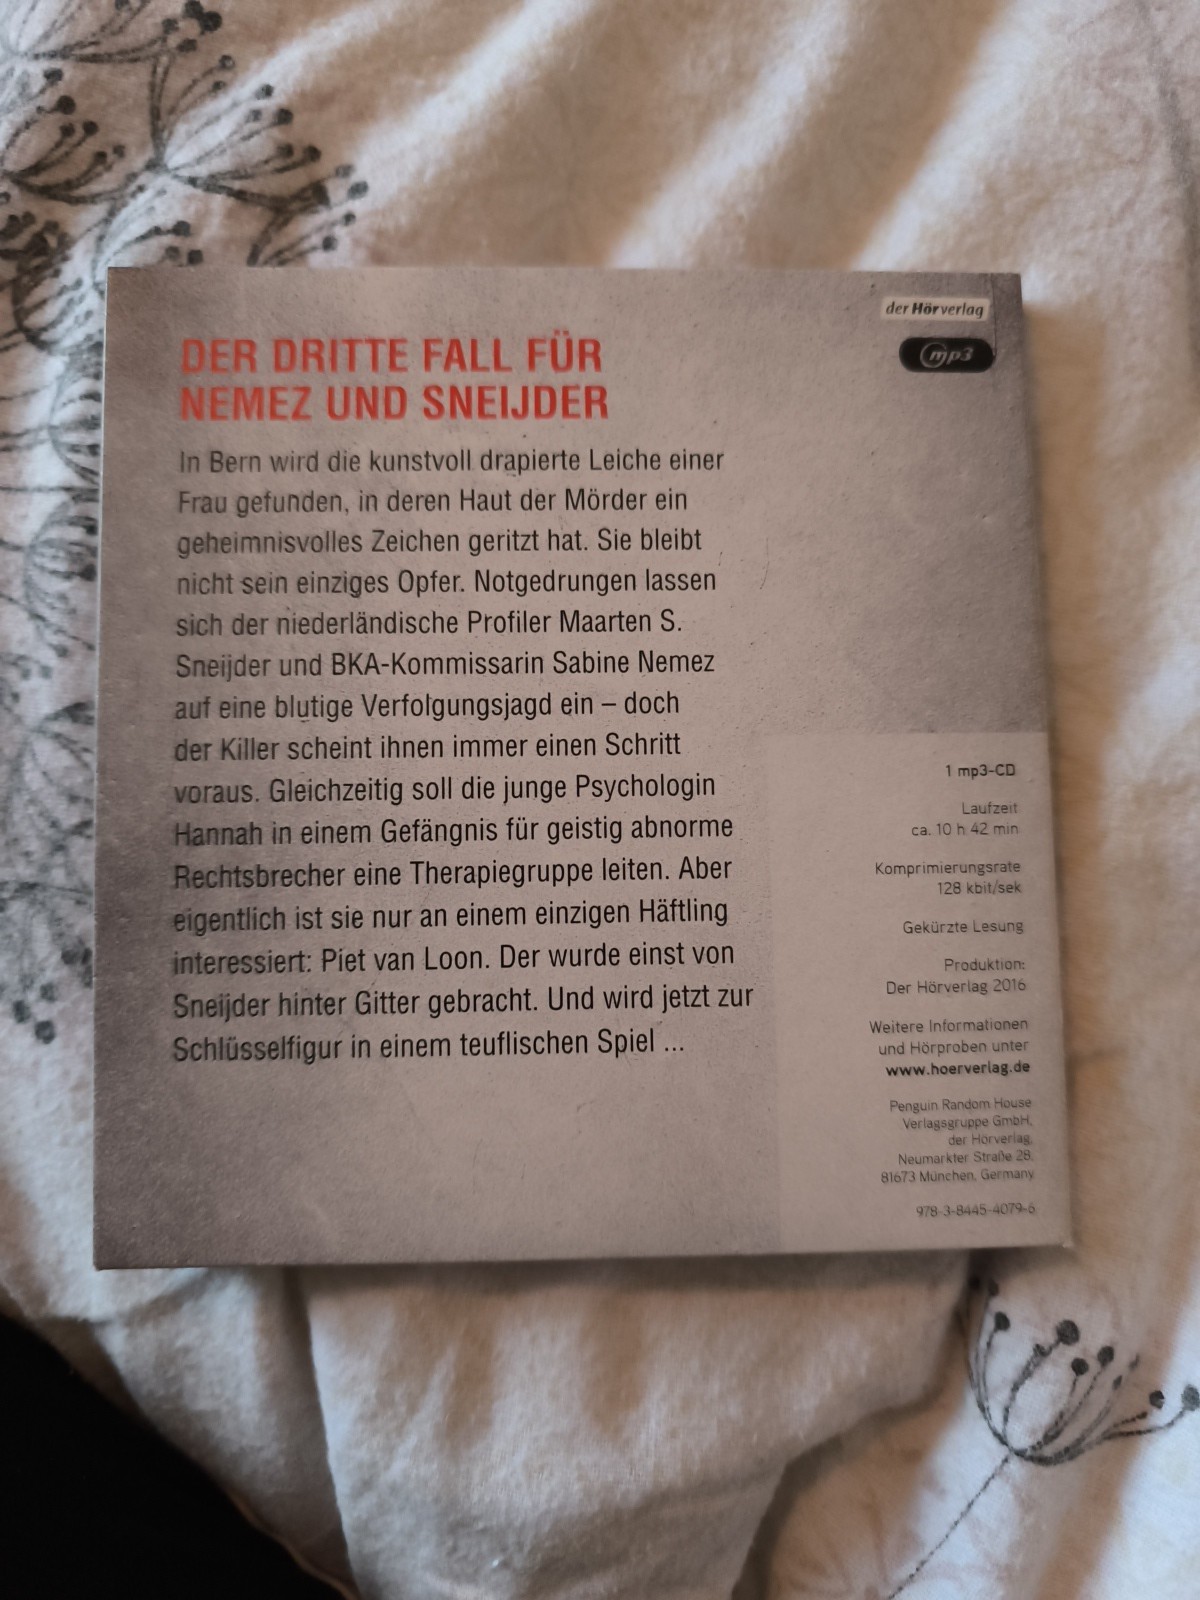 der Hörverlag
mp3
DER DRITTE FALL FÜR
NEMEZ UND SNEIJDER
In Bern wird die kunstvoll drapierte Leiche einer
Frau gefunden, in deren Haut der Mörder ein
geheimnisvolles Zeichen geritzt hat. Sie bleibt
nicht sein einziges Opfer. Notgedrungen lassen
sich der niederländische Profiler Maarten S.
Sneijder und BKA-Kommissarin Sabine Nemez
auf eine blutige Verfolgungsjagd ein – doch
der Killer scheint ihnen immer einen Schritt
voraus. Gleichzeitig soll die junge Psychologin
Hannah in einem Gefängnis für geistig abnorme
Rechtsbrecher eine Therapiegruppe leiten. Aber
eigentlich ist sie nur an einem einzigen Häftling
interessiert: Piet van Loon. Der wurde einst von
Sneijder hinter Gitter gebracht. Und wird jetzt zur
Schlüsselfigur in einem teuflischen Spiel ...
1 mp3-CD
Laufzeit
ca. 10 h 42 min
Komprimierungsrate
128 kbit/sek
Gekürzte Lesung
Produktion:
Der Hörverlag 2016
Weitere Informationen
und Hörproben unter
www.hoerverlag.de
Penguin Random House
Verlagsgruppe GmbH,
der Hörverlag,
Neumarkter Straße 28,
81673 München, Germany
978-3-8445-4079-6